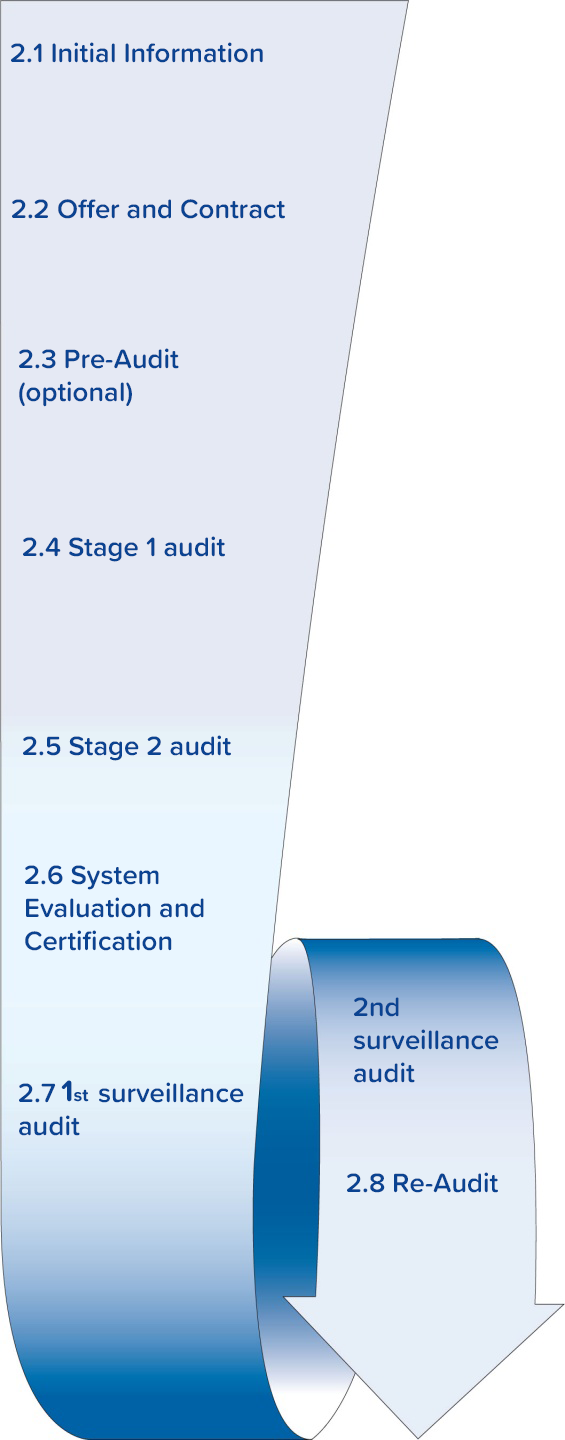 2.1 Initial Information
2.2 Offer and Contract
2.3 Pre-Audit
(optional)
2.4 Stage 1 audit
2.5 Stage 2 audit
2.6 System
Evaluation and
Certification
2.7 1st surveillance
audit
2nd
surveillance
audit
2.8 Re-Audit